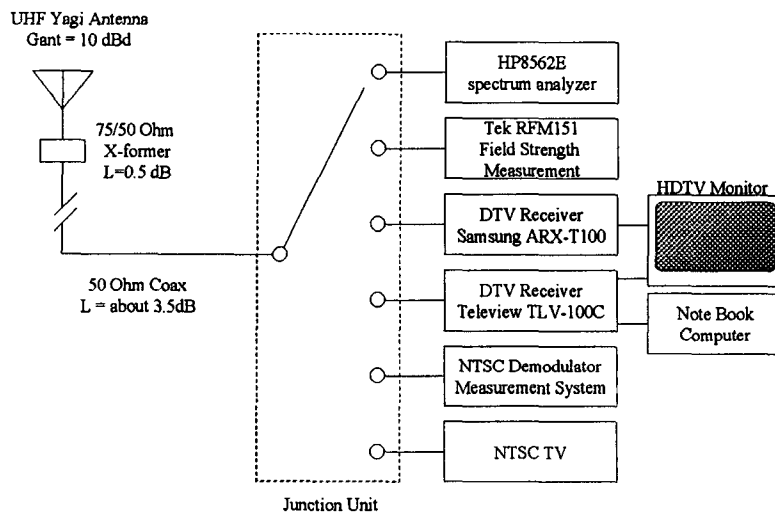 UHF Yagi Antenna
Gant = 10 dBd
75/50 Ohm
X-former
L=0.5 dB
50 Ohm Coax
L = about 3.5dB
HP8562E
spectrum analyzer
Tek RFM151
Field Strength
Measurement
HDTV Monitor
DTV Receiver
Samsung ARX-T100
DTV Receiver
Teleview TLV-100C
Note Book
Computer
NTSC Demodulator
Measurement System
NTSC TV
Junction Unit